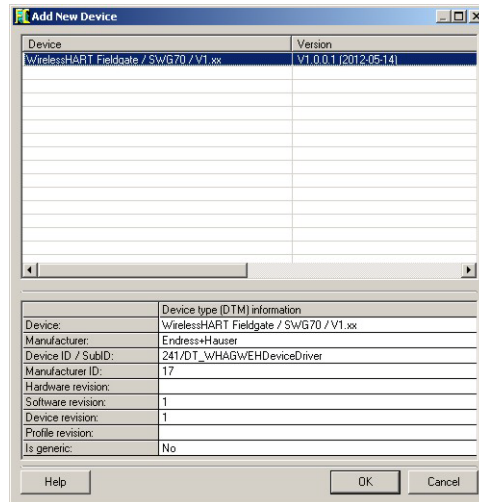 Add New Device
Device Version
WirelessHART Fieldgate / SWG70 / V1.xx V1.0.0.1 (2012-05-14)
Device type (DTM) information
Device: WirelessHART Fieldgate / SWG70 / V1.xx
Manufacturer: Endress+Hauser
Device ID / SubID: 241/DT_WHAGWEHDeviceDriver
Manufacturer ID: 17
Hardware revision:
Software revision: 1
Device revision: 1
Profile revision:
Is generic: No
Help OK Cancel